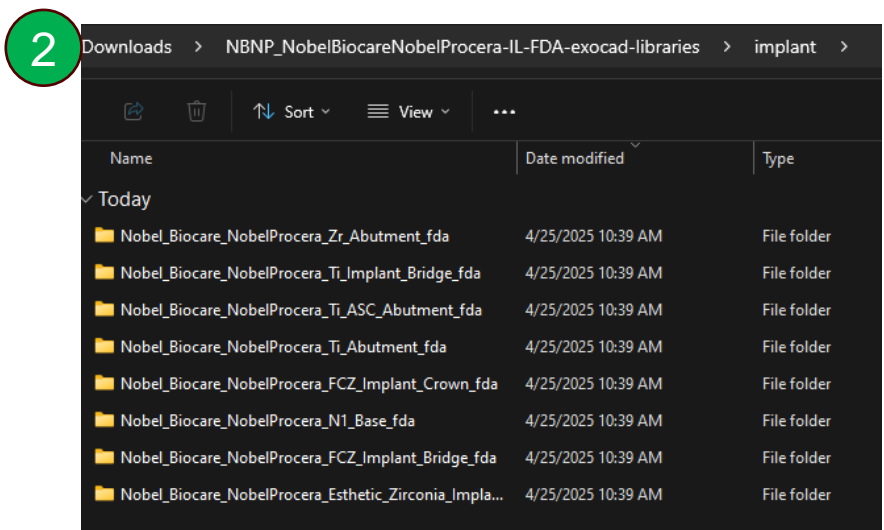 2
Downloads > NBNP_NobelBiocareNobelProcera-IL-FDA-exocad-libraries > implant >
Sort View ...
Name Date modified Type
Today
Nobel_Biocare_NobelProcera_Zr_Abutment_fda 4/25/2025 10:39 AM File folder
Nobel_Biocare_NobelProcera_Ti_Implant_Bridge_fda 4/25/2025 10:39 AM File folder
Nobel_Biocare_NobelProcera_Ti_ASC_Abutment_fda 4/25/2025 10:39 AM File folder
Nobel_Biocare_NobelProcera_Ti_Abutment_fda 4/25/2025 10:39 AM File folder
Nobel_Biocare_NobelProcera_FCZ_Implant_Crown_fda 4/25/2025 10:39 AM File folder
Nobel_Biocare_NobelProcera_N1_Base_fda 4/25/2025 10:39 AM File folder
Nobel_Biocare_NobelProcera_FCZ_Implant_Bridge_fda 4/25/2025 10:39 AM File folder
Nobel_Biocare_NobelProcera_Esthetic_Zirconia_Impla... 4/25/2025 10:39 AM File folder